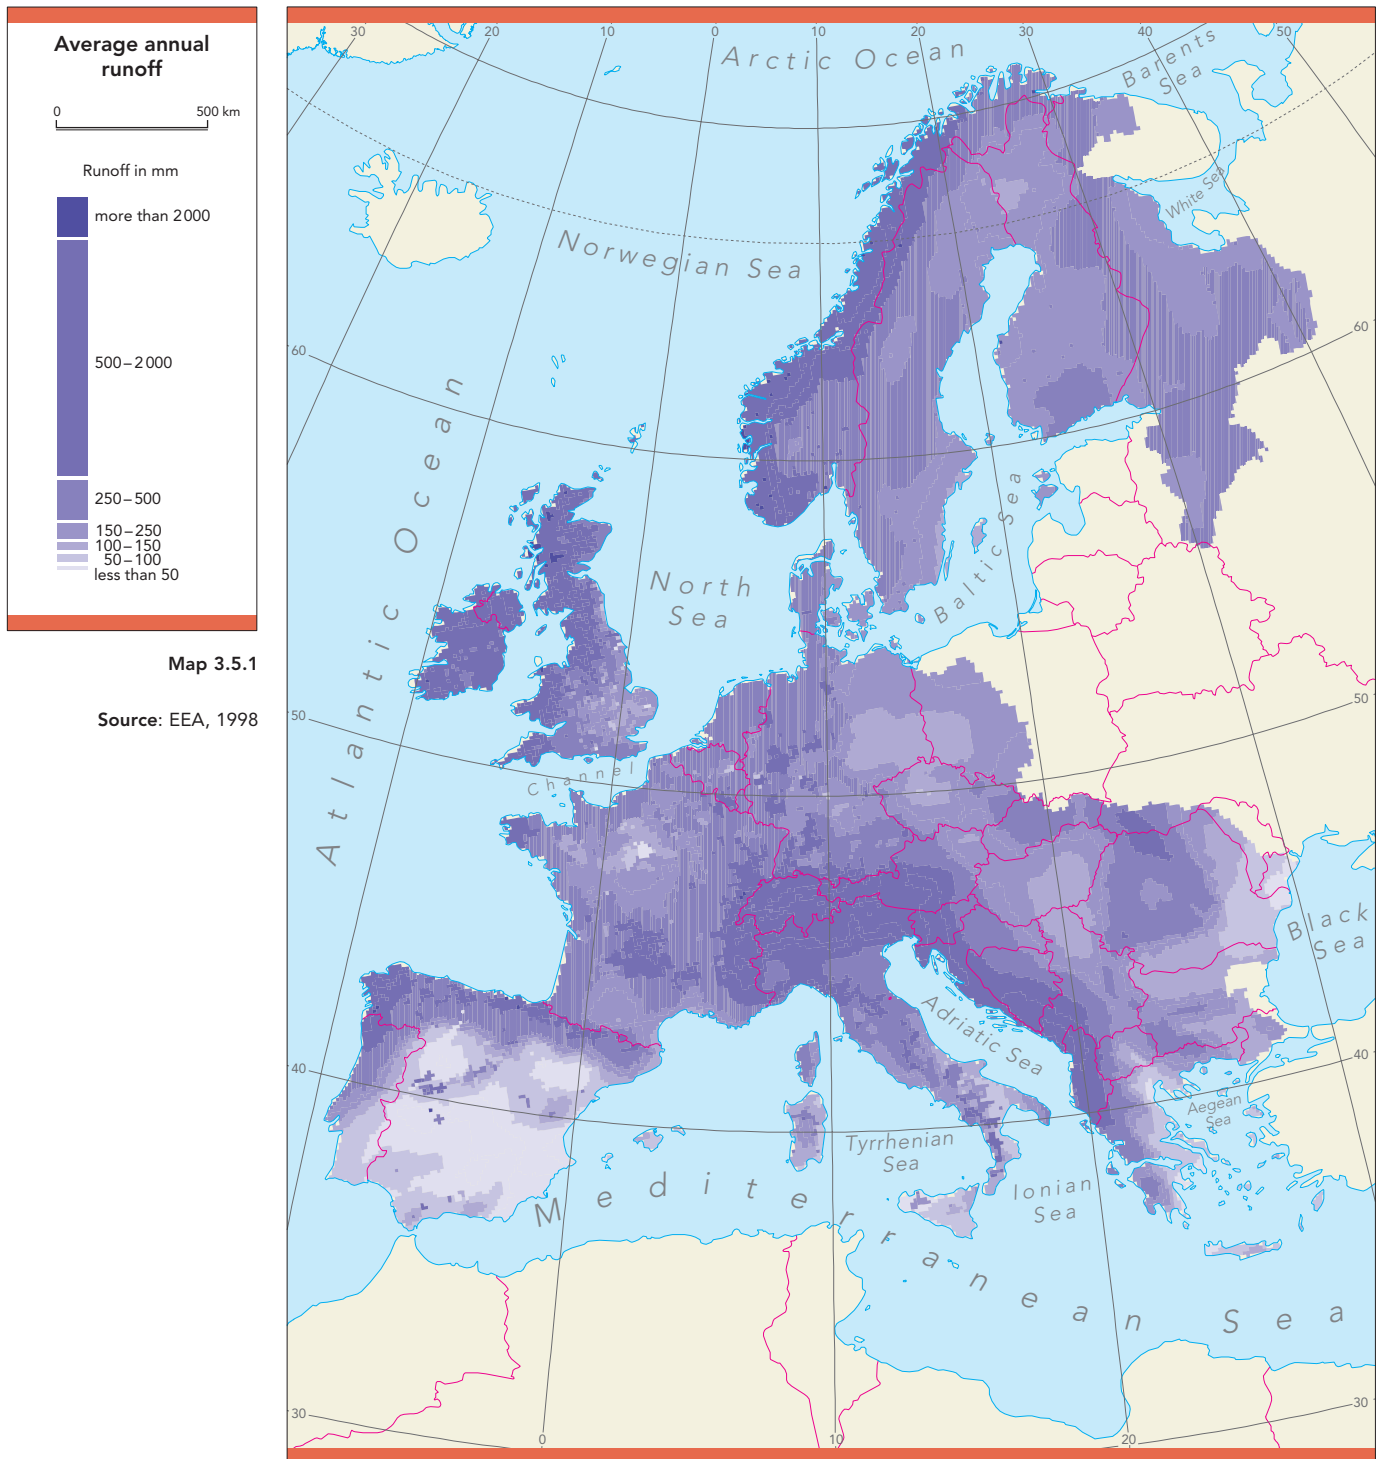 Average annual
runoff
0 500 km
Runoff in mm
more than 2000
500–2000
250–500
150–250
100–150
50–100
less than 50
Map 3.5.1
Source: EEA, 1998
30 20 10 0 10 20 30 40 50
Arctic Ocean
Barents
Sea
White Sea
Norwegian Sea
60
60
Atlantic Ocean
North
Sea
Baltic Sea
50
50
Channel
Black
Sea
Adriatic Sea
40
40
Aegean
Sea
Tyrrhenian
Sea
Ionian
Sea
Mediterranean Sea
30
30
0 10 20